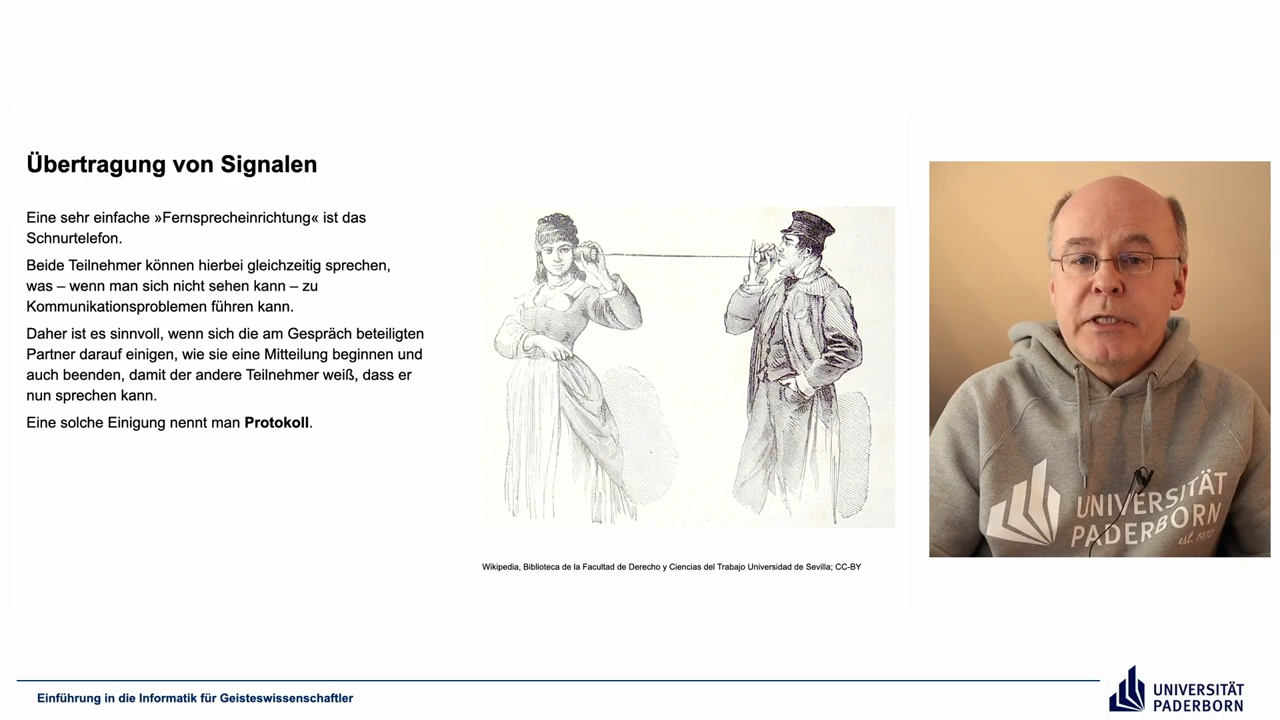 Übertragung von Signalen
Eine sehr einfache »Fernsprecheinrichtung« ist das
Schnurtelefon.
Beide Teilnehmer können hierbei gleichzeitig sprechen,
was – wenn man sich nicht sehen kann – zu
Kommunikationsproblemen führen kann.
Daher ist es sinnvoll, wenn sich die am Gespräch beteiligten
Partner darauf einigen, wie sie eine Mitteilung beginnen und
auch beenden, damit der andere Teilnehmer weiß, dass er
nun sprechen kann.
Eine solche Einigung nennt man Protokoll.
Wikipedia, Biblioteca de la Facultad de Derecho y Ciencias del Trabajo Universidad de Sevilla; CC-BY
UNIVERSITÄT
PADERBORN
est. 1972
Einführung in die Informatik für Geisteswissenschaftler
UNIVERSITÄT
PADERBORN